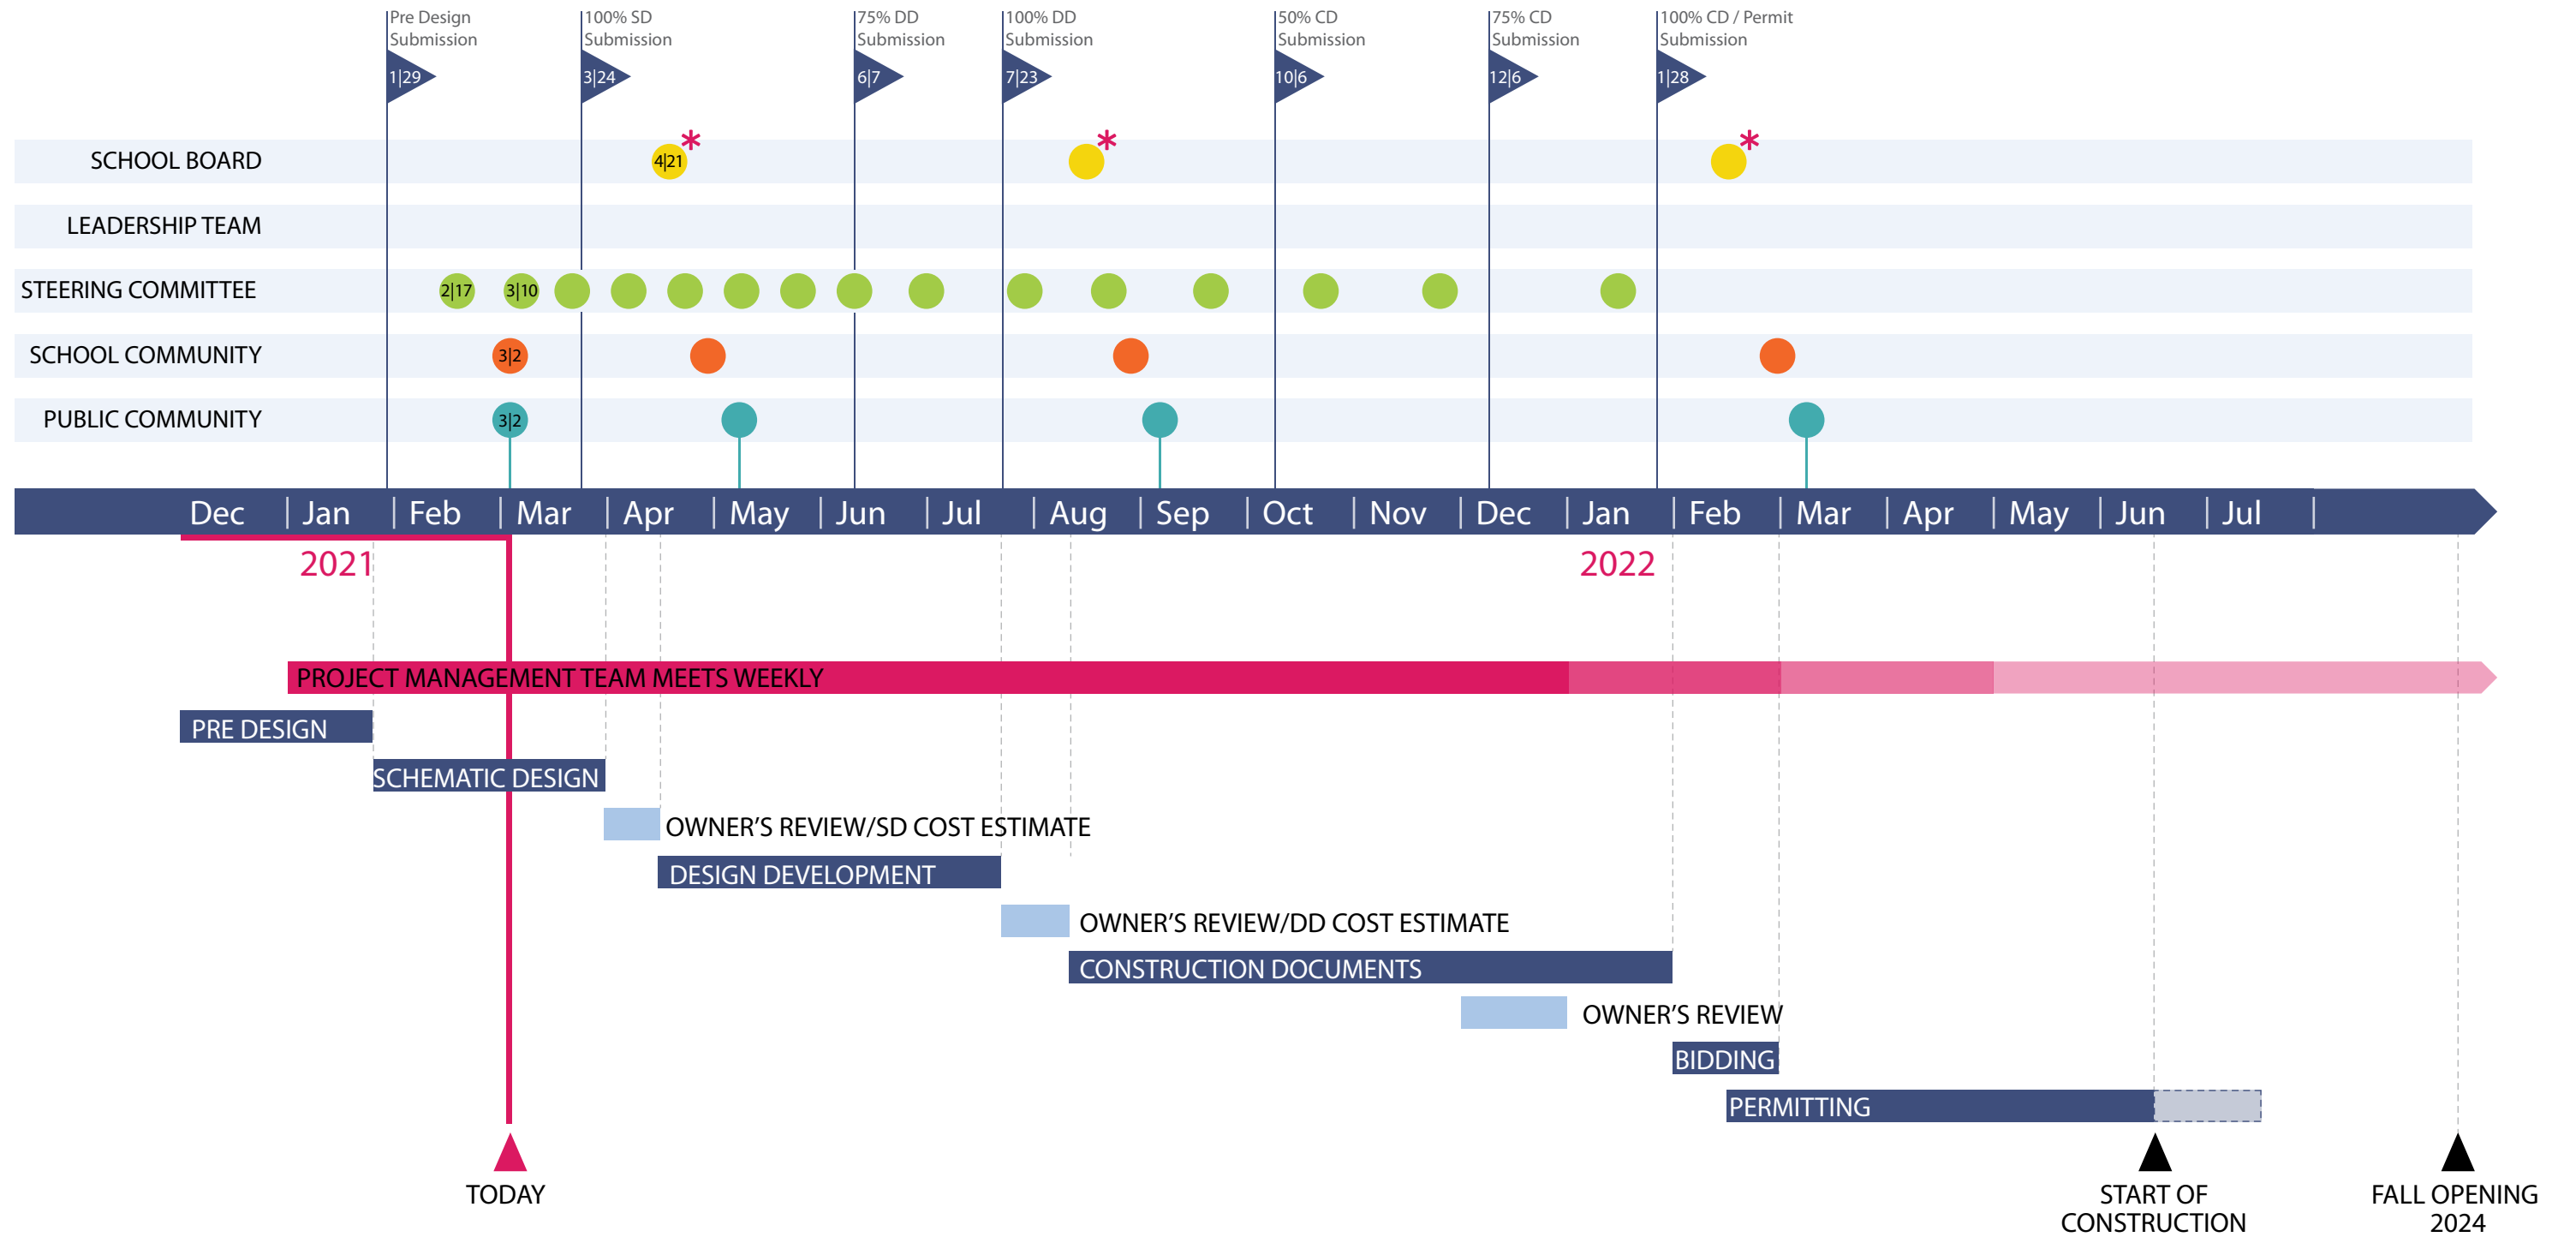 Pre Design
Submission
100% SD
Submission
75% DD
Submission
100% DD
Submission
50% CD
Submission
75% CD
Submission
100% CD / Permit
Submission
1|29
3|24
6|7
7|23
10|6
12|6
1|28
SCHOOL BOARD
4|21
*
*
*
LEADERSHIP TEAM
STEERING COMMITTEE
2|17
3|10
SCHOOL COMMUNITY
3|2
PUBLIC COMMUNITY
3|2
Dec | Jan | Feb | Mar | Apr | May | Jun | Jul | Aug | Sep | Oct | Nov | Dec | Jan | Feb | Mar | Apr | May | Jun | Jul |
2021
2022
PROJECT MANAGEMENT TEAM MEETS WEEKLY
PRE DESIGN
SCHEMATIC DESIGN
OWNER’S REVIEW/SD COST ESTIMATE
DESIGN DEVELOPMENT
OWNER’S REVIEW/DD COST ESTIMATE
CONSTRUCTION DOCUMENTS
OWNER’S REVIEW
BIDDING
PERMITTING
TODAY
START OF
CONSTRUCTION
FALL OPENING
2024